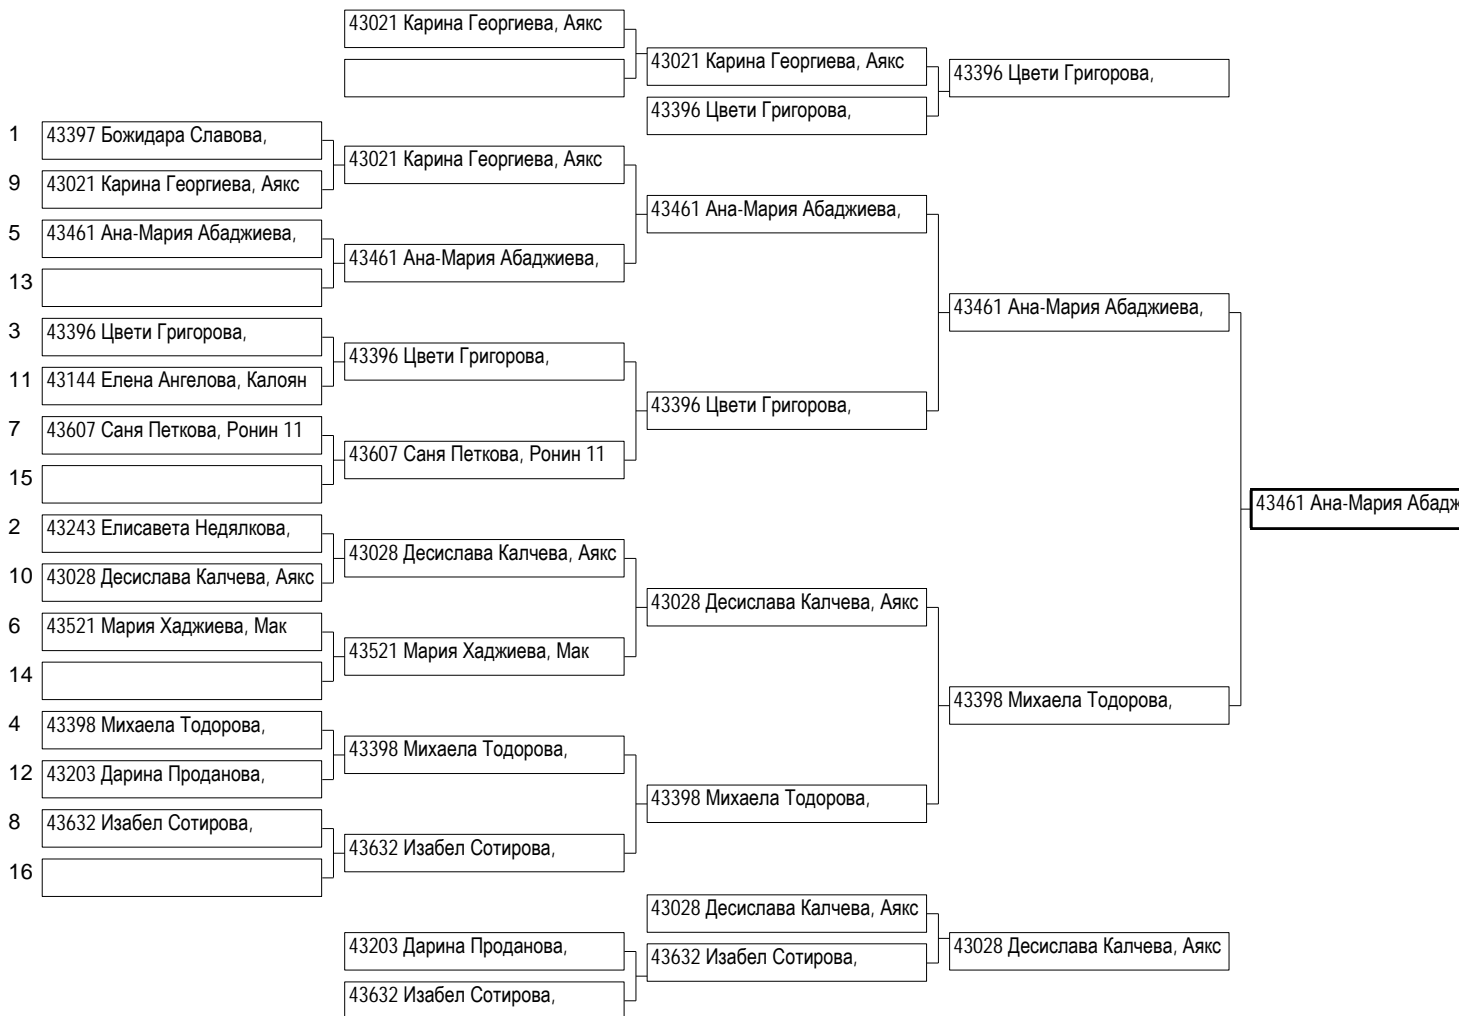 43021 Карина Георгиева, Аякс
43021 Карина Георгиева, Аякс
43396 Цвети Григорова,
43396 Цвети Григорова,
1 43397 Божидара Славова,
43021 Карина Георгиева, Аякс
9 43021 Карина Георгиева, Аякс
43461 Ана-Мария Абаджиева,
5 43461 Ана-Мария Абаджиева,
43461 Ана-Мария Абаджиева,
13
43461 Ана-Мария Абаджиева,
3 43396 Цвети Григорова,
43396 Цвети Григорова,
11 43144 Елена Ангелова, Калоян
43396 Цвети Григорова,
7 43607 Саня Петкова, Ронин 11
43607 Саня Петкова, Ронин 11
15
43461 Ана-Мария Абадж
2 43243 Елисавета Недялкова,
43028 Десислава Калчева, Аякс
10 43028 Десислава Калчева, Аякс
43028 Десислава Калчева, Аякс
6 43521 Мария Хаджиева, Мак
43521 Мария Хаджиева, Мак
14
43398 Михаела Тодорова,
4 43398 Михаела Тодорова,
43398 Михаела Тодорова,
12 43203 Дарина Проданова,
43398 Михаела Тодорова,
8 43632 Изабел Сотирова,
43632 Изабел Сотирова,
16
43028 Десислава Калчева, Аякс
43203 Дарина Проданова,
43632 Изабел Сотирова,
43028 Десислава Калчева, Аякс
43632 Изабел Сотирова,